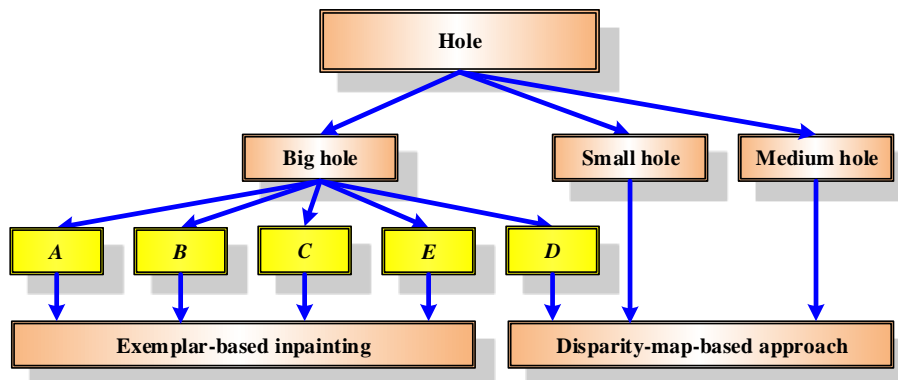 Hole
Big hole
Small hole
Medium hole
A
B
C
E
D
Exemplar-based inpainting
Disparity-map-based approach